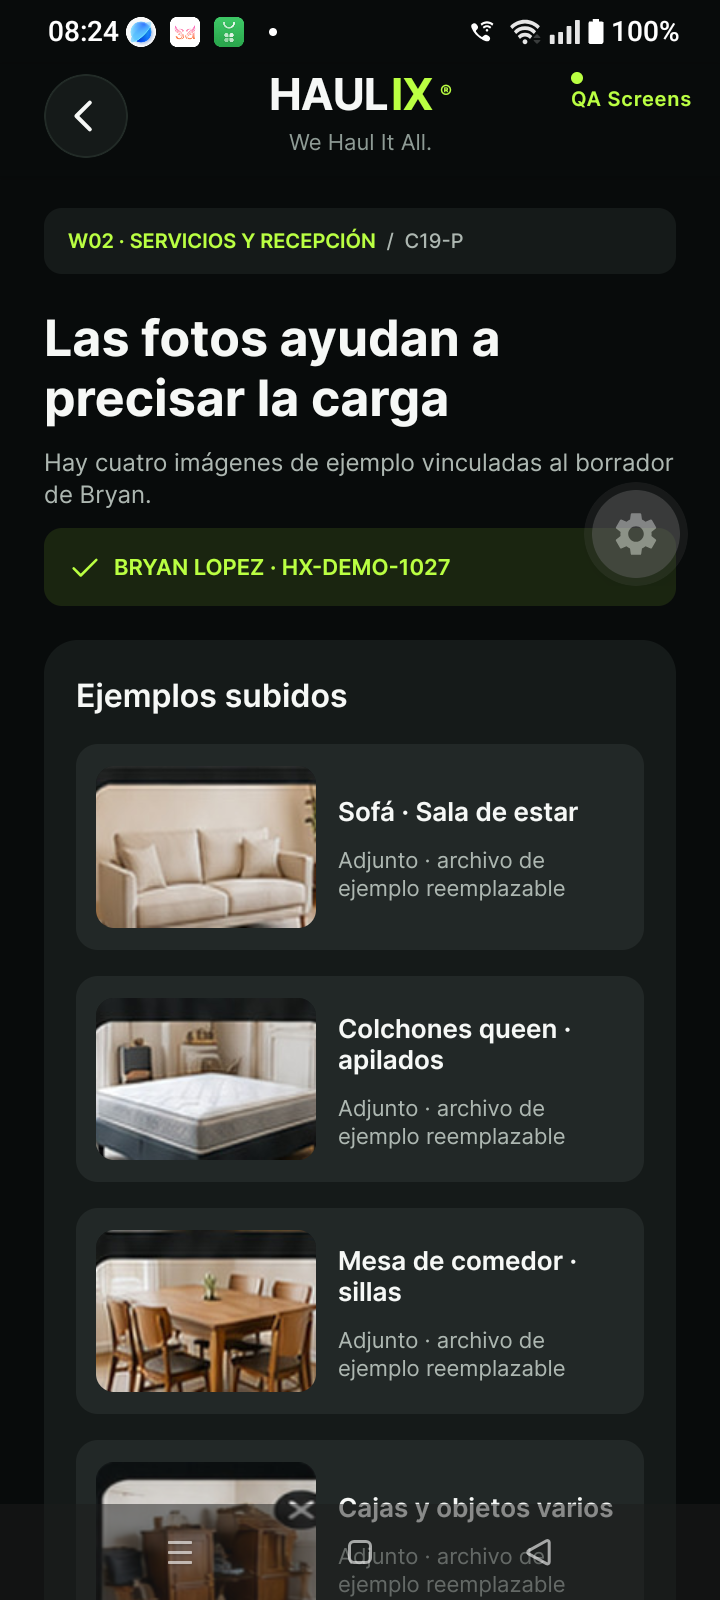 08:24
100%
HAULIX ®
QA Screens
We Haul It All.
W02 · SERVICIOS Y RECEPCIÓN / C19-P
Las fotos ayudan a
precisar la carga
Hay cuatro imágenes de ejemplo vinculadas al borrador
de Bryan.
BRYAN LOPEZ · HX-DEMO-1027
Ejemplos subidos
Sofá · Sala de estar
Adjunto · archivo de
ejemplo reemplazable
Colchones queen ·
apilados
Adjunto · archivo de
ejemplo reemplazable
Mesa de comedor ·
sillas
Adjunto · archivo de
ejemplo reemplazable
Cajas y objetos varios
Adjunto · archivo de
ejemplo reemplazable